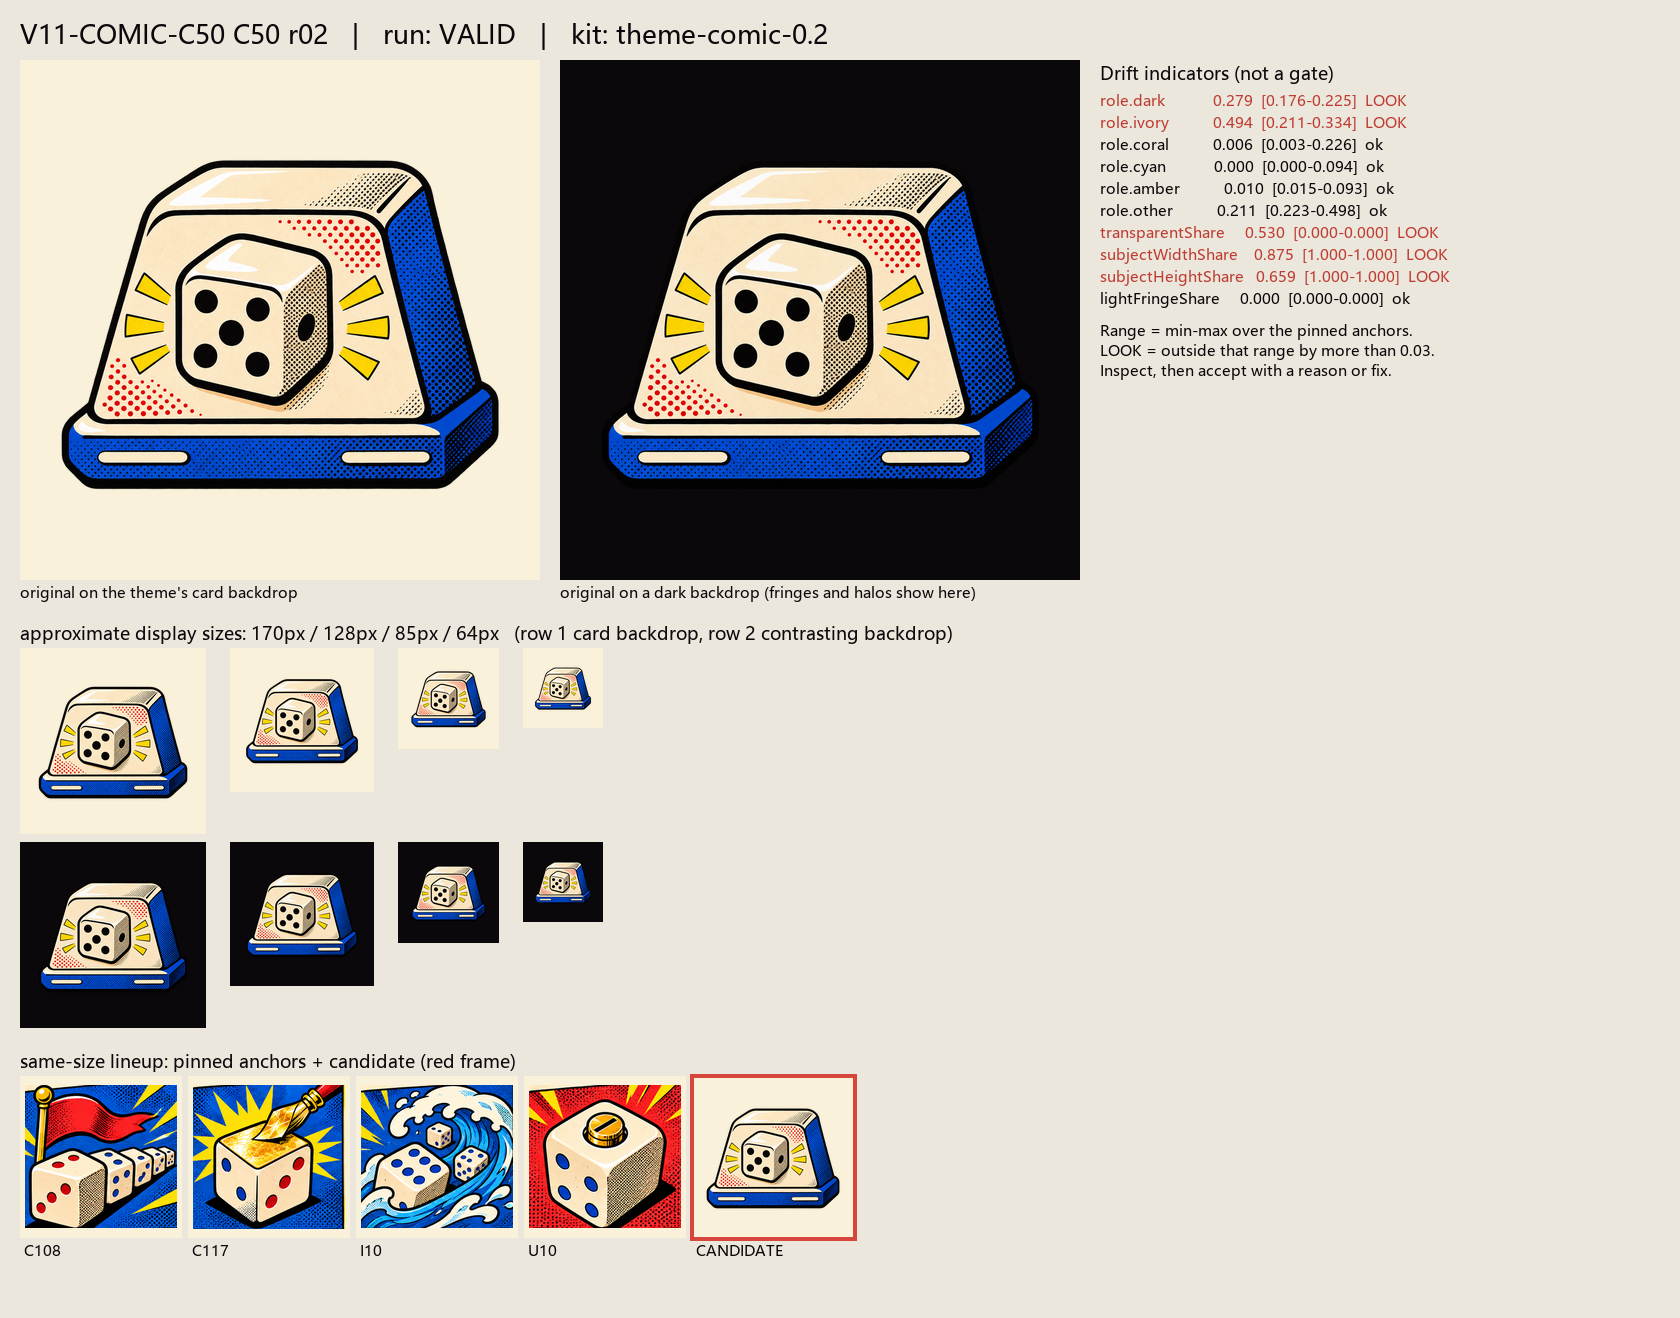 V11-COMIC-C50 C50 r02 | run: VALID | kit: theme-comic-0.2
Drift indicators (not a gate)
role.dark 0.279 [0.176-0.225] LOOK
role.ivory 0.494 [0.211-0.334] LOOK
role.coral 0.006 [0.003-0.226] ok
role.cyan 0.000 [0.000-0.094] ok
role.amber 0.010 [0.015-0.093] ok
role.other 0.211 [0.223-0.498] ok
transparentShare 0.530 [0.000-0.000] LOOK
subjectWidthShare 0.875 [1.000-1.000] LOOK
subjectHeightShare 0.659 [1.000-1.000] LOOK
lightFringeShare 0.000 [0.000-0.000] ok
Range = min-max over the pinned anchors.
LOOK = outside that range by more than 0.03.
Inspect, then accept with a reason or fix.
original on the theme's card backdrop
original on a dark backdrop (fringes and halos show here)
approximate display sizes: 170px / 128px / 85px / 64px (row 1 card backdrop, row 2 contrasting backdrop)
same-size lineup: pinned anchors + candidate (red frame)
C108
C117
I10
U10
CANDIDATE